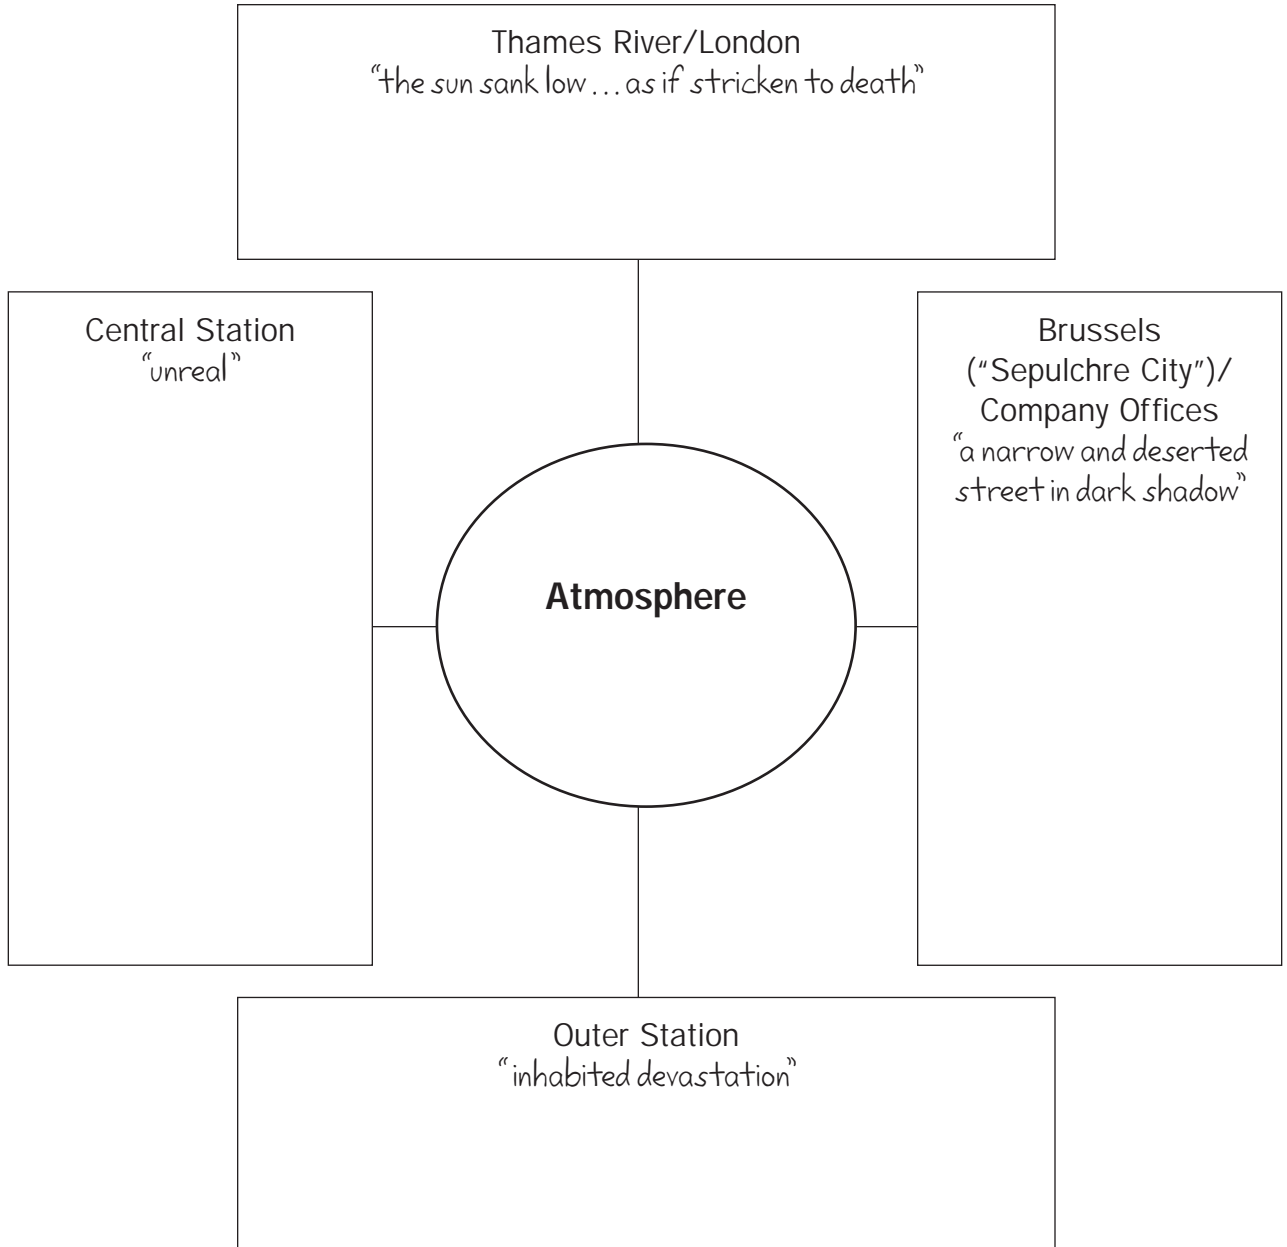 Thames River/London
“the sun sank low...as if stricken to death”
Central Station
“unreal”
Brussels
(“Sepulchre City”)/
Company Offices
“a narrow and deserted
street in dark shadow”
Atmosphere
Outer Station
“inhabited devastation”